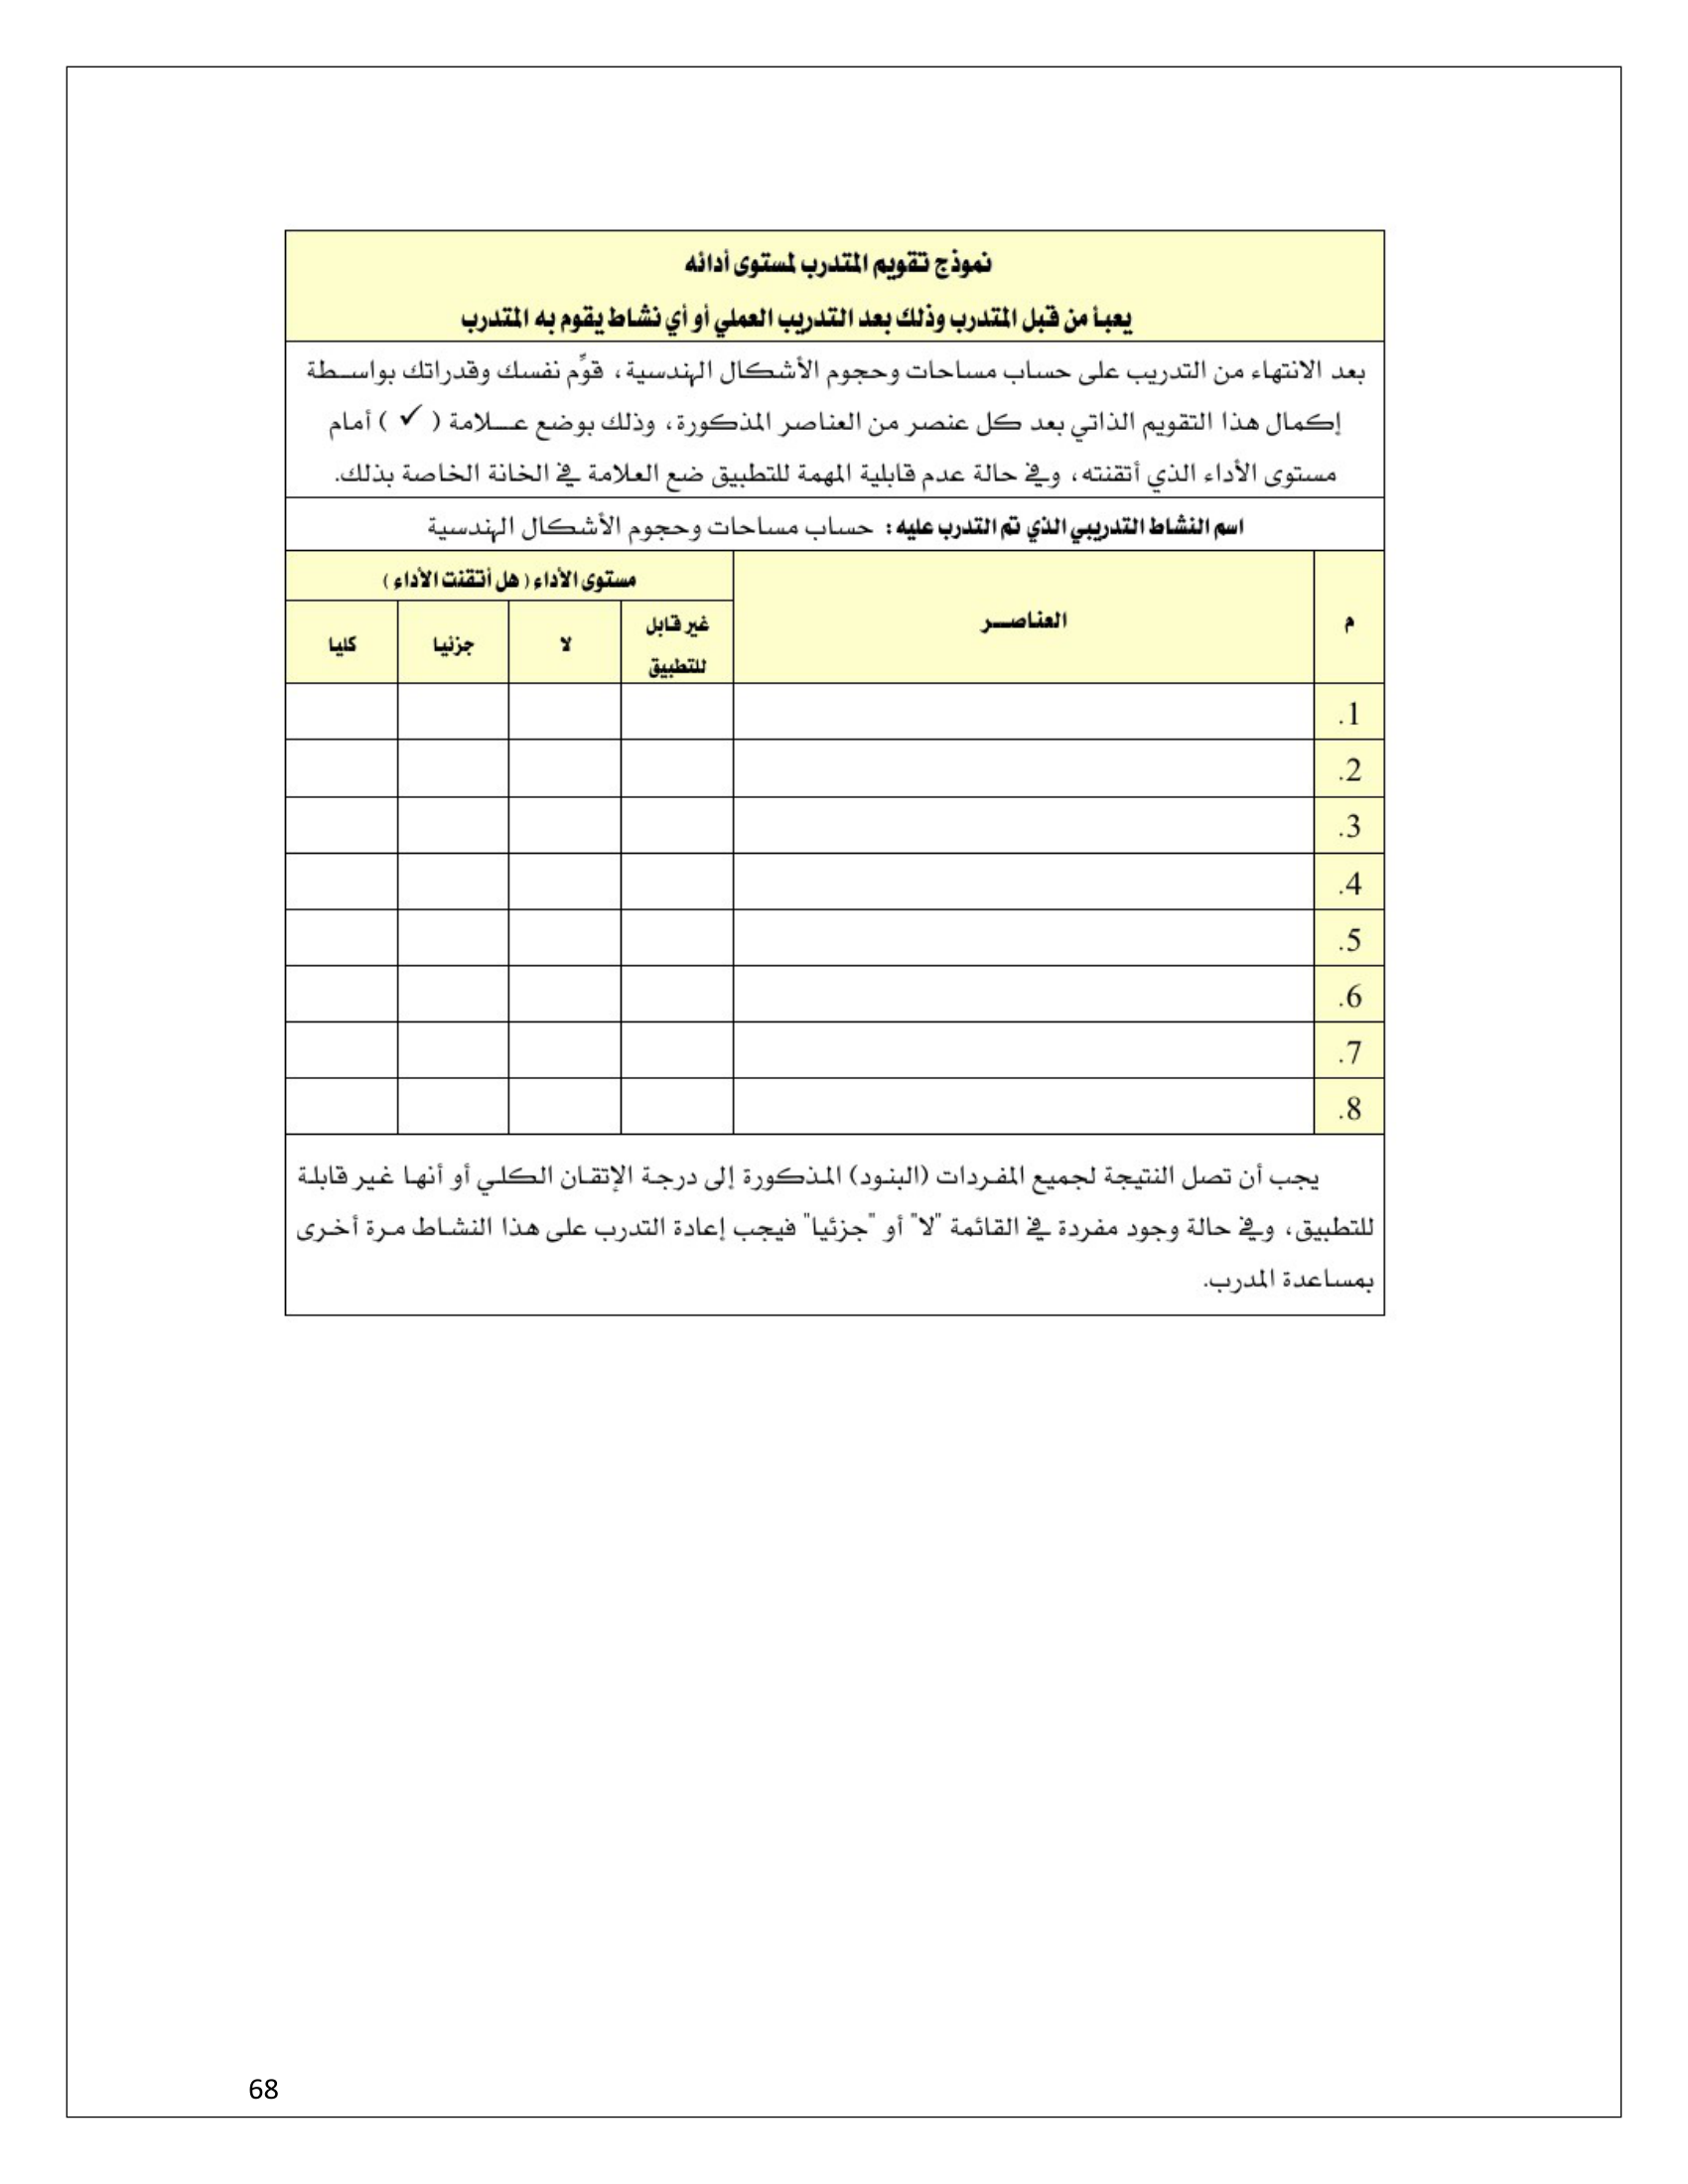 نموذج تقويم المتدرب لمستوى أدائه
يعبأ من قبل المتدرب وذلك بعد التدريب العملي أو أي نشاط يقوم به المتدرب
بعد الانتهاء من التدريب على حساب مساحات وحجوم الأشكال الهندسية، قوِّم نفسك وقدراتك بواسـطة
إكمال هذا التقويم الذاتي بعد كل عنصر من العناصر المذكورة، وذلك بوضع عـــلامة ( ✓ ) أمام
مستوى الأداء الذي أتقنته، وفي حالة عدم قابلية المهمة للتطبيق ضع العلامة في الخانة الخاصة بذلك.
اسم النشاط التدريبي الذي تم التدرب عليه : حساب مساحات وحجوم الأشكال الهندسية
م العناصـــر مستوى الأداء ( هل أتقنت الأداء )
غير قابل للتطبيق لا جزئيا كليا
1.
2.
3.
4.
5.
6.
7.
8.
يجب أن تصل النتيجة لجميع المفردات (البنود) المذكورة إلى درجة الإتقان الكلي أو أنها غير قابلة
للتطبيق، وفي حالة وجود مفردة في القائمة "لا" أو "جزئيا" فيجب إعادة التدرب على هذا النشاط مرة أخرى
بمساعدة المدرب.
68